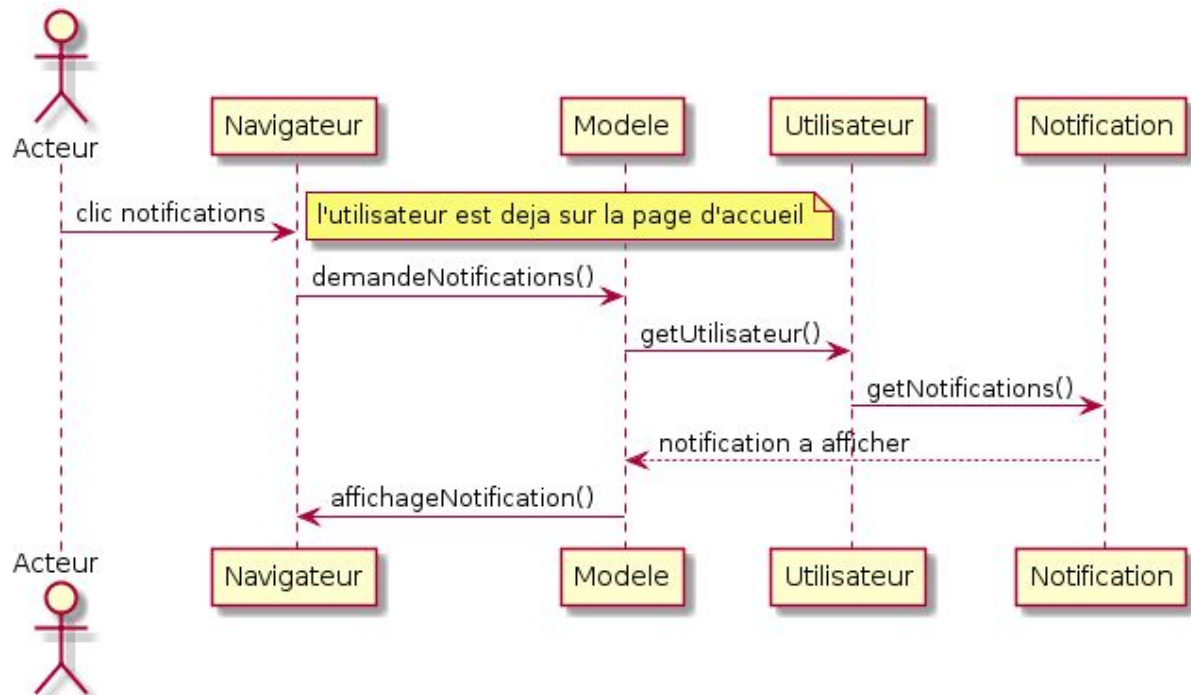 Acteur
Navigateur
Modele
Utilisateur
Notification
clic notifications
l'utilisateur est deja sur la page d'accueil
demandeNotifications()
getUtilisateur()
getNotifications()
notification a afficher
affichageNotification()
Acteur
Navigateur
Modele
Utilisateur
Notification